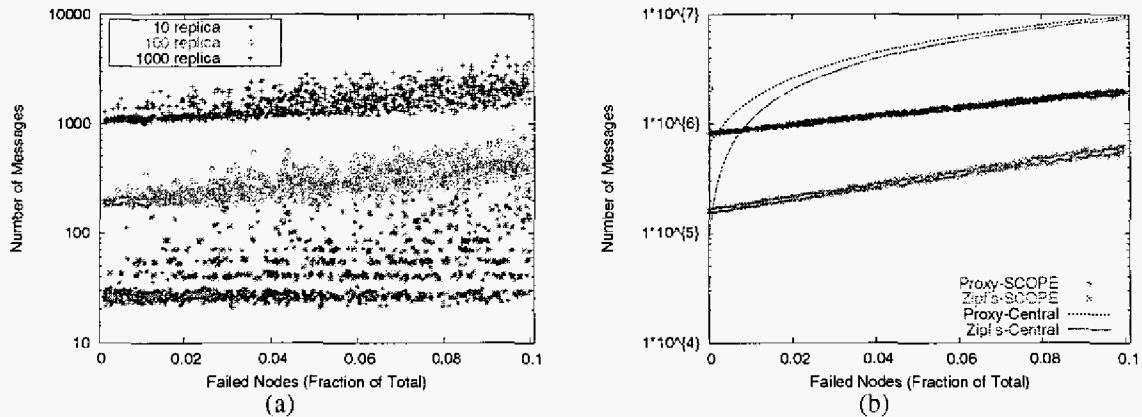 10000
10 replica
100 replica
1000 replica
1000
100
10
Number of Messages
0
0.02
0.04
0.06
0.08
0.1
Failed Nodes (Fraction of Total)
(a)
1*10^{7)
1*10^{6)
1*10^{5)
1*10^{4)
Number of Messages
Proxy-SCOPE
Zipf's-SCOPE
Proxy-Central
Zipf's-Central
0
0.02
0.04
0.06
0.08
0.1
Failed Nodes (Fraction of Total)
(b)